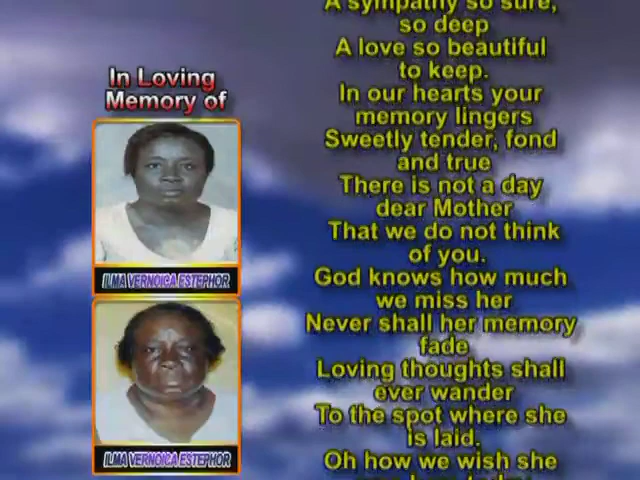 In Loving
Memory of
ILMA VERNOICA ESTEPHOR
ILMA VERNOICA ESTEPHOR
A sympathy so sure,
so deep
A love so beautiful
to keep.
In our hearts your
memory lingers
Sweetly tender, fond
and true
There is not a day
dear Mother
That we do not think
of you.
God knows how much
we miss her
Never shall her memory
fade
Loving thoughts shall
ever wander
To the spot where she
is laid.
Oh how we wish she